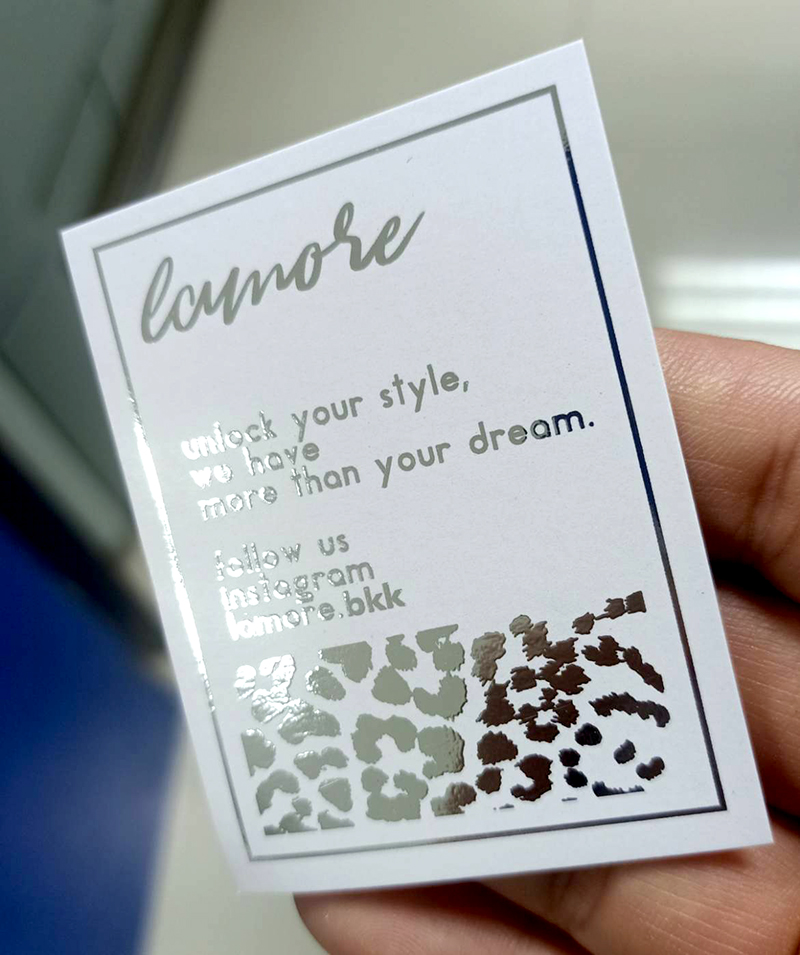 lamore
unlock your style,
we have
more than your dream.
follow us
instagram
lamore.bkk